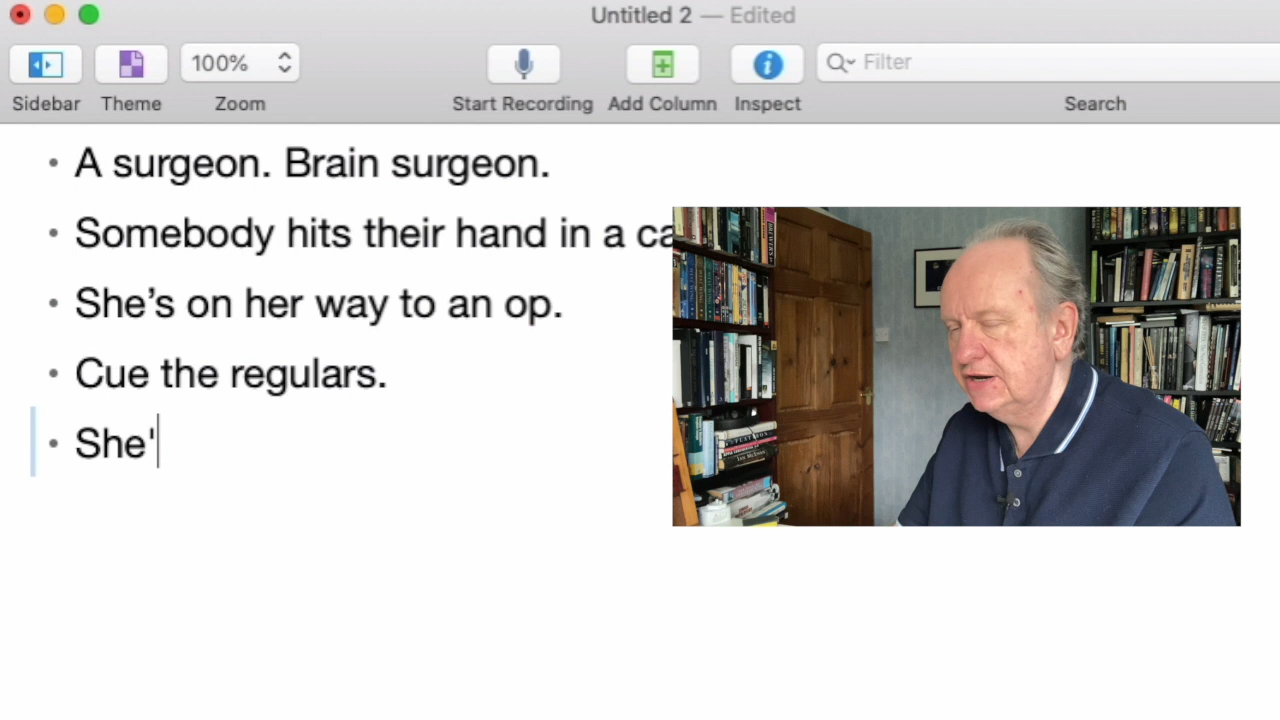 Untitled 2 — Edited
100%
Filter
Sidebar
Theme
Zoom
Start Recording
Add Column
Inspect
Search
• A surgeon. Brain surgeon.
• Somebody hits their hand in a ca
• She’s on her way to an op.
• Cue the regulars.
• She'